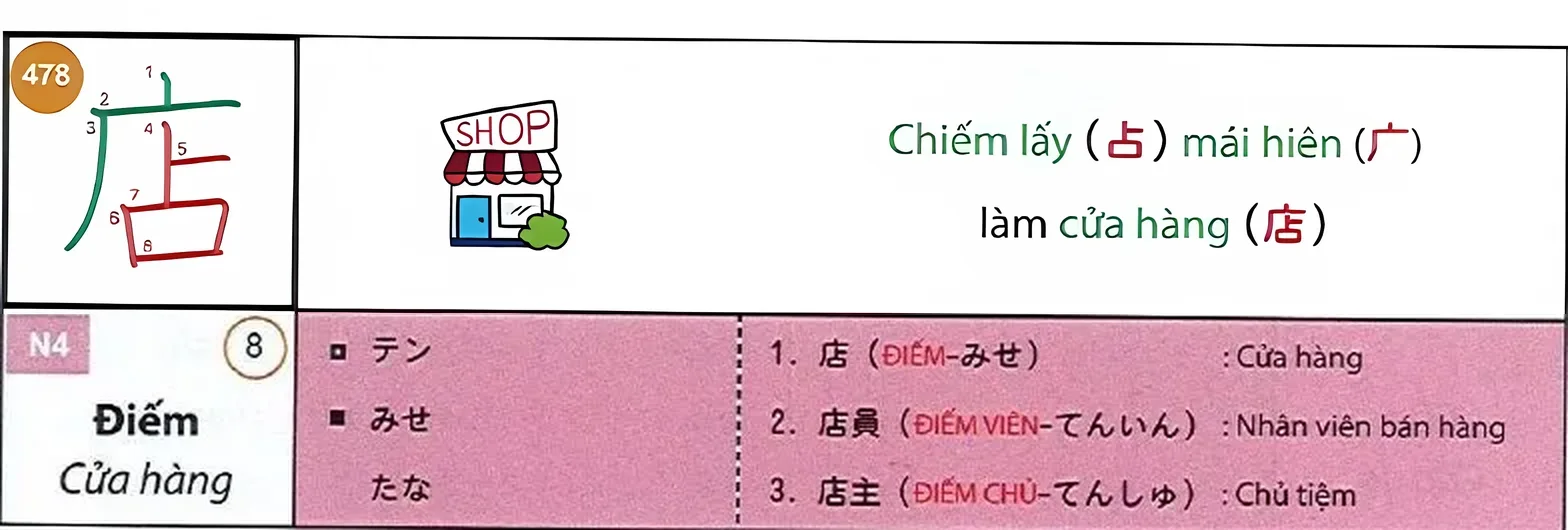 478
1
2
3
4
5
7
6
8
SHOP
Chiếm lấy (占) mái hiên (广)
làm cửa hàng (店)
N4
8
Điếm
Cửa hàng
テン
みせ
たな
1. 店 (ĐIẾM-みせ) : Cửa hàng
2. 店員 (ĐIẾM VIÊN-てんいん) : Nhân viên bán hàng
3. 店主 (ĐIẾM CHỦ-てんしゅ) : Chủ tiệm